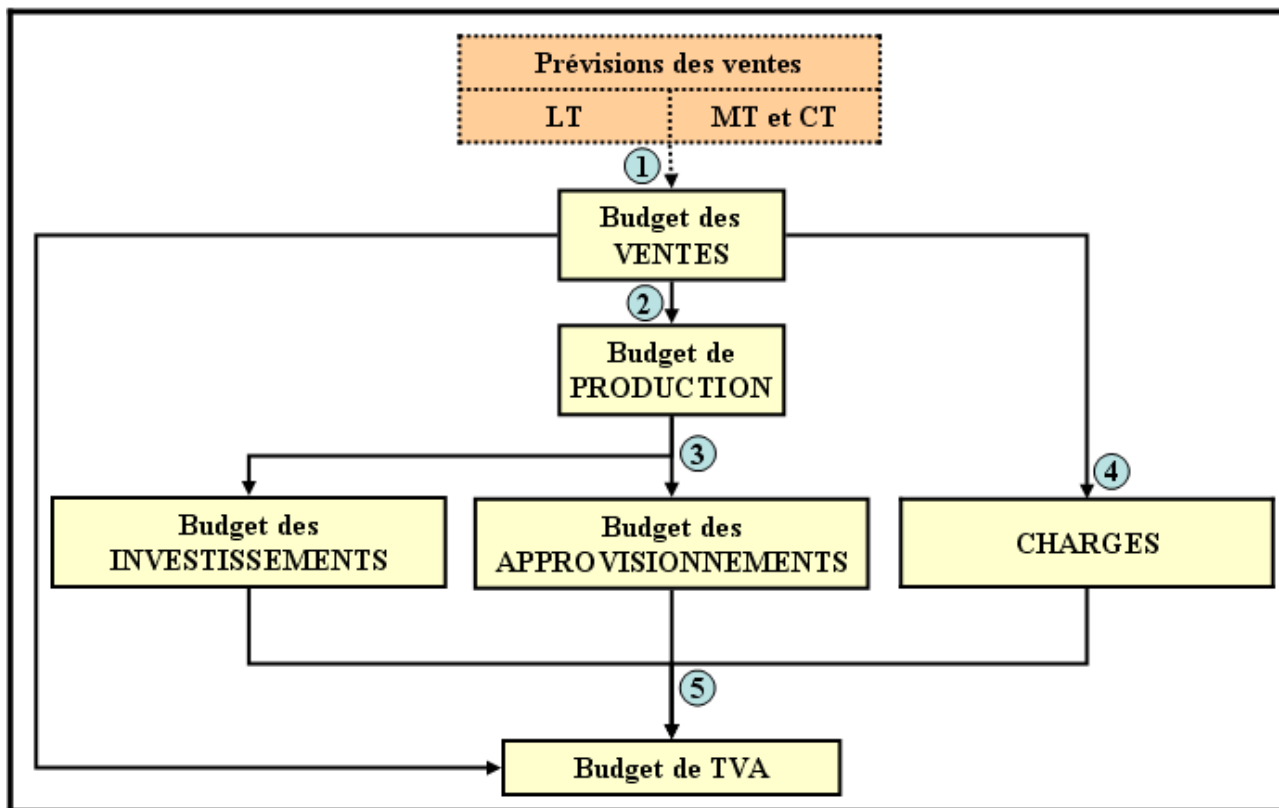 Prévisions des ventes
LT
MT et CT
1
Budget des
VENTES
2
Budget de
PRODUCTION
3
4
Budget des
INVESTISSEMENTS
Budget des
APPROVISIONNEMENTS
CHARGES
5
Budget de TVA